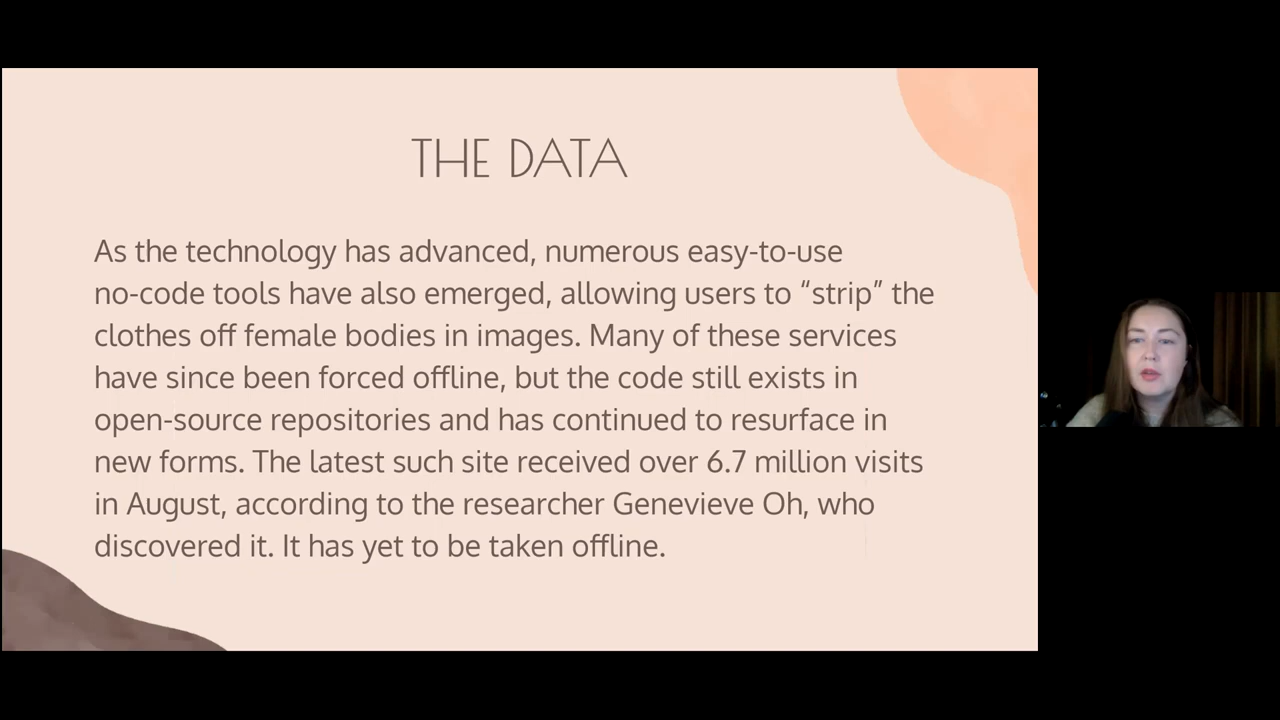 THE DATA
As the technology has advanced, numerous easy-to-use
no-code tools have also emerged, allowing users to “strip” the
clothes off female bodies in images. Many of these services
have since been forced offline, but the code still exists in
open-source repositories and has continued to resurface in
new forms. The latest such site received over 6.7 million visits
in August, according to the researcher Genevieve Oh, who
discovered it. It has yet to be taken offline.